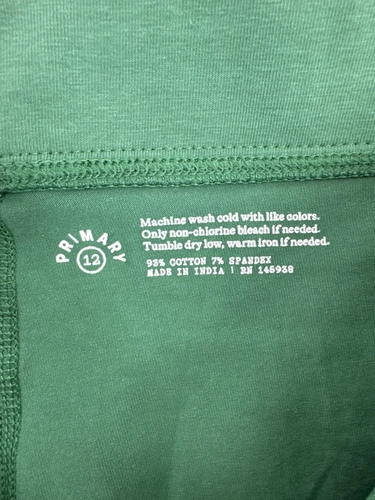 PRIMARY
12
Machine wash cold with like colors.
Only non-chlorine bleach if needed.
Tumble dry low, warm iron if needed.
93% COTTON 7% SPANDEX
MADE IN INDIA | RN 145938